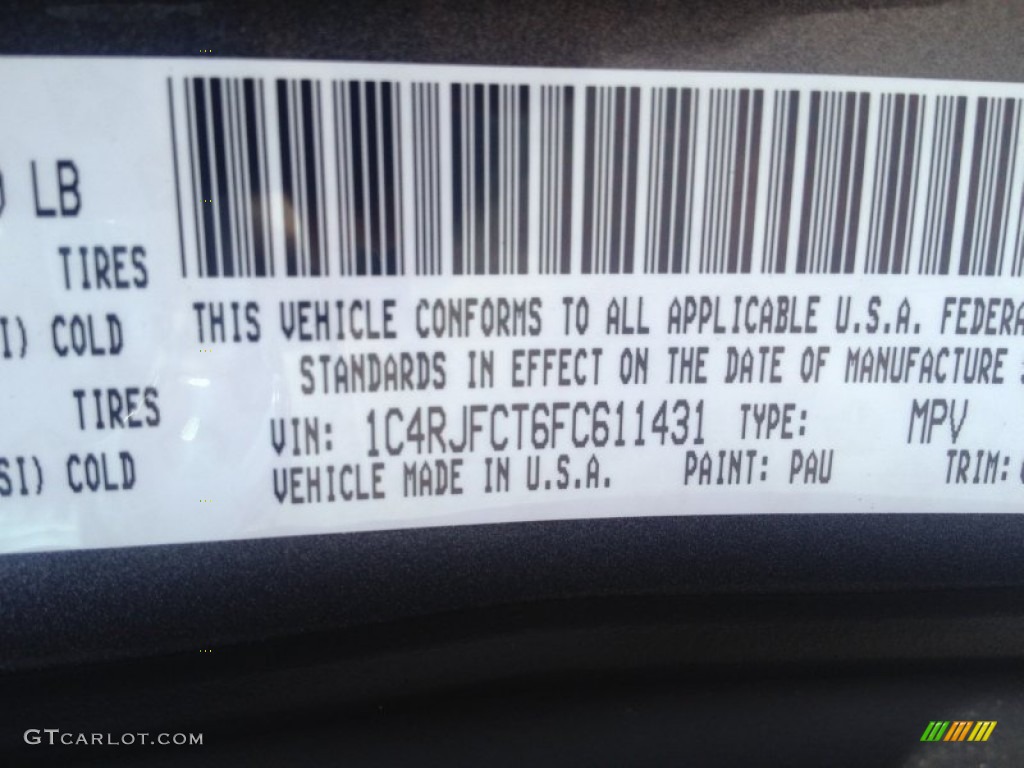 LB
TIRES
COLD
TIRES
COLD
THIS VEHICLE CONFORMS TO ALL APPLICABLE U.S.A.
STANDARDS IN EFFECT ON THE DATE OF MANUFACTURE
VIN: 1C4RJFCT6FC611431 TYPE: MPV
VEHICLE MADE IN U.S.A. PAINT: PAU TRIM:
GTCARLOT.COM